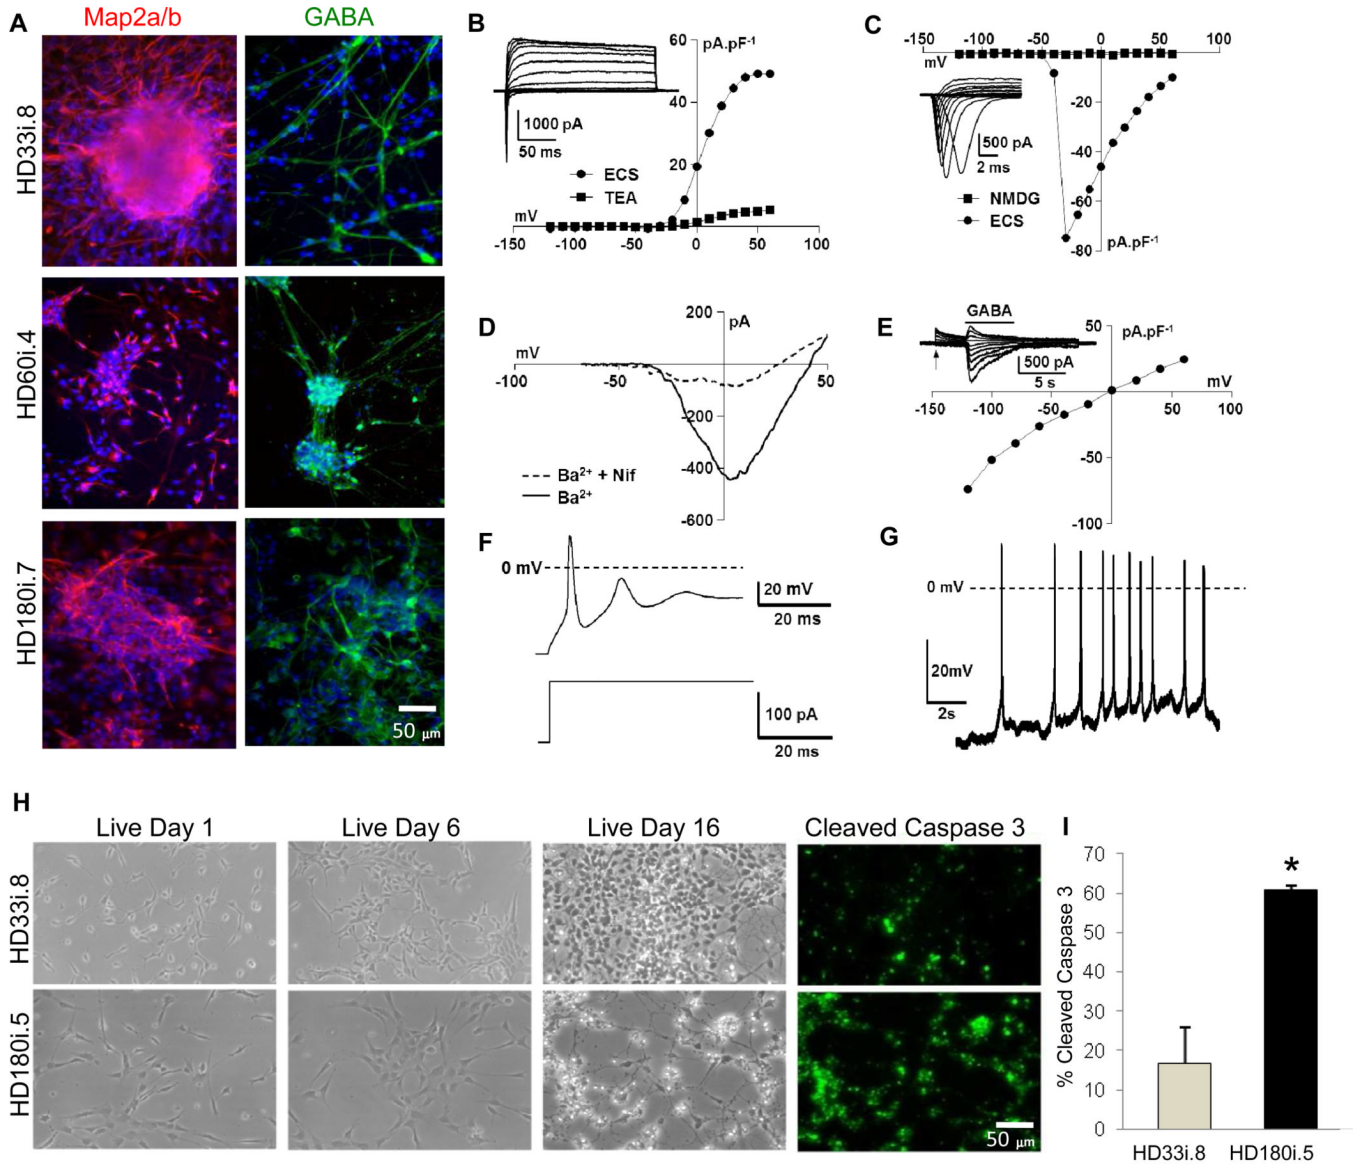 A
Map2a/b
GABA
HD33i.8
HD60i.4
HD180i.7
50 µm
B
60
pA.pF-1
40
20
1000 pA
50 ms
ECS
TEA
mV
-150
-100
-50
0
50
100
C
-150
-100
-50
0
50
100
mV
-20
-40
-60
-80
pA.pF-1
500 pA
2 ms
NMDG
ECS
D
200
pA
mV
-100
-50
50
-200
-400
-600
Ba2+ + Nif
Ba2+
E
GABA
50
pA.pF-1
500 pA
5 s
mV
-150
-100
-50
0
50
100
-50
-100
F
0 mV
20 mV
20 ms
100 pA
20 ms
G
0 mV
20mV
2s
H
Live Day 1
Live Day 6
Live Day 16
Cleaved Caspase 3
HD33i.8
HD180i.5
50 µm
I
% Cleaved Caspase 3
70
60
50
40
30
20
10
0
*
HD33i.8
HD180i.5